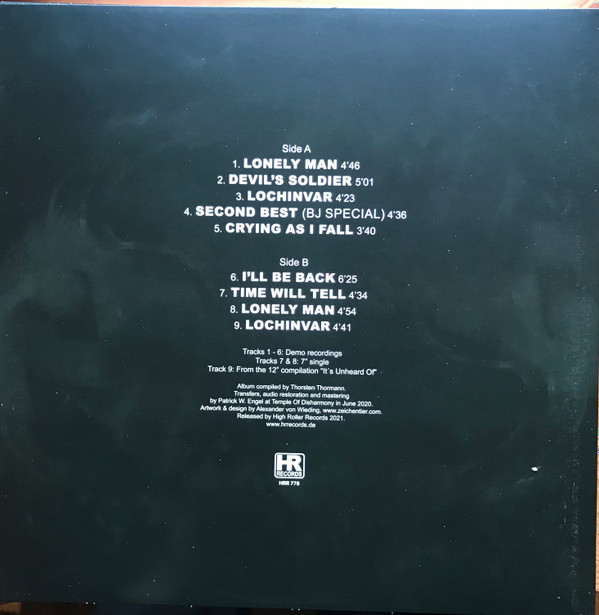 Side A
1. LONELY MAN 4'46
2. DEVIL'S SOLDIER 5'01
3. LOCHINVAR 4'23
4. SECOND BEST (BJ SPECIAL) 4'36
5. CRYING AS I FALL 3'40
Side B
6. I'LL BE BACK 6'25
7. TIME WILL TELL 4'34
8. LONELY MAN 4'54
9. LOCHINVAR 4'41
Tracks 1 - 6: Demo recordings
Tracks 7 & 8: 7" single
Track 9: From the 12" compilation "It´s Unheard Of"
Album compiled by Thorsten Thormann.
Transfers, audio restoration and mastering
by Patrick W. Engel at Temple Of Disharmony in June 2020.
Artwork & design by Alexander von Wieding, www.zeichentier.com.
Released by High Roller Records 2021.
www.hrrecords.de
HR
RECORDS
HRR 778